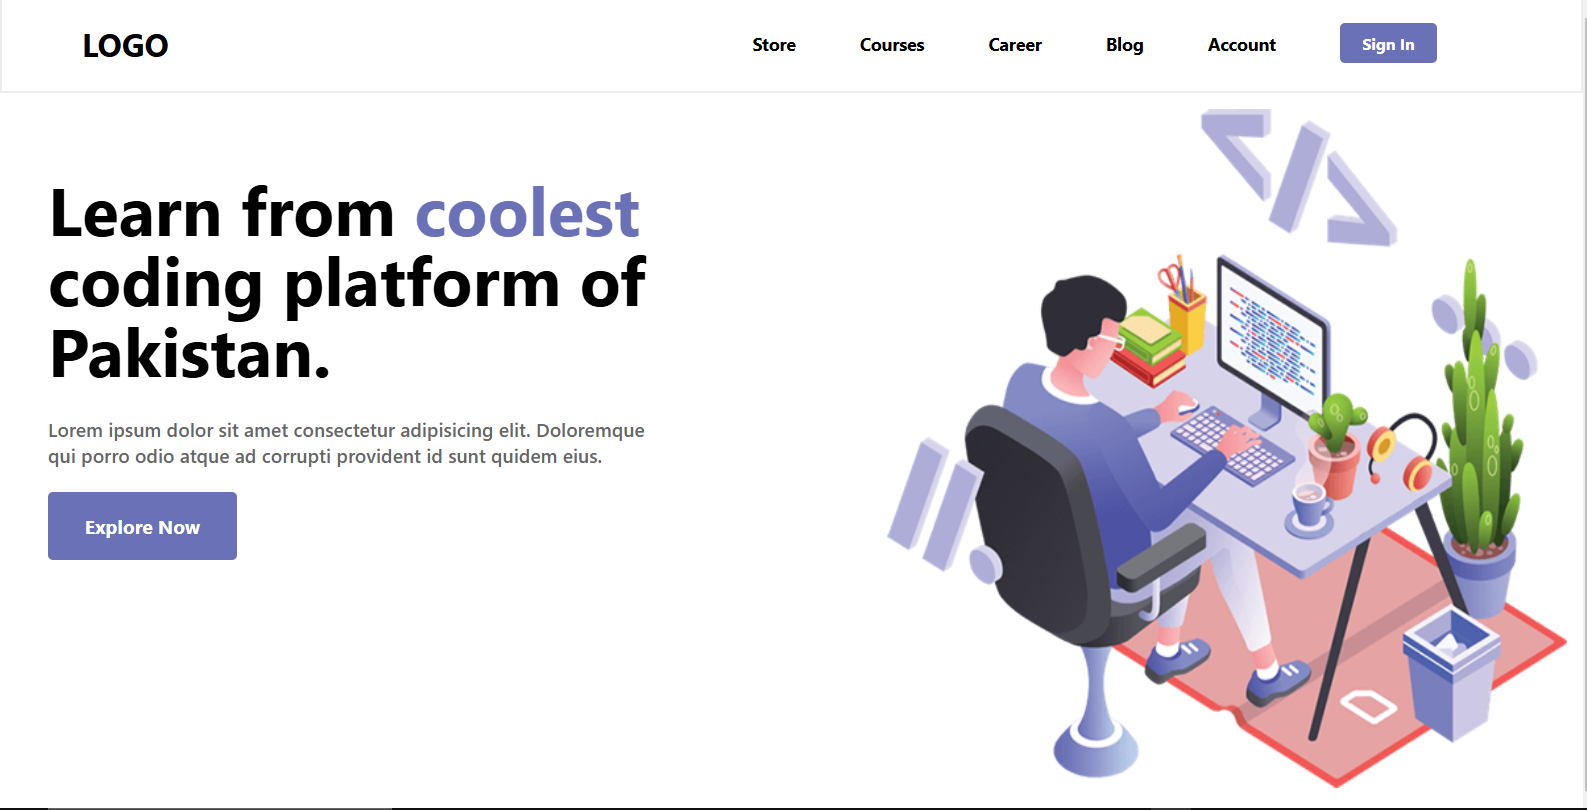 LOGO
Store Courses Career Blog Account Sign In
Learn from coolest
coding platform of
Pakistan.
Lorem ipsum dolor sit amet consectetur adipisicing elit. Doloremque
qui porro odio atque ad corrupti provident id sunt quidem eius.
Explore Now